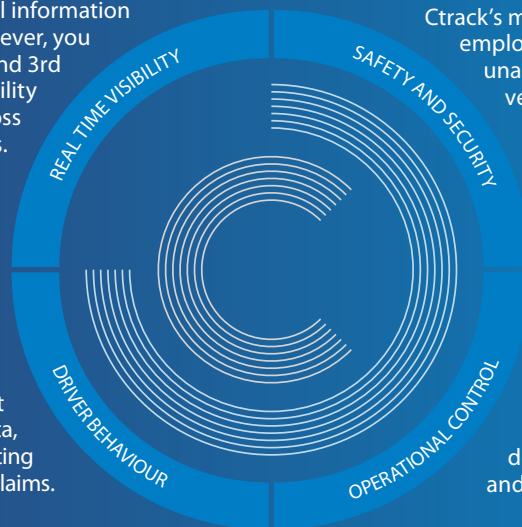 l information
ever, you
nd 3rd
ility
oss
s.
REAL TIME VISIBILITY
Ctrack's m
emplo
una
ve
SAFETY AND SECURITY
t
ta,
ting
laims.
DRIVER BEHAVIOUR
OPERATIONAL CONTROL
d
and